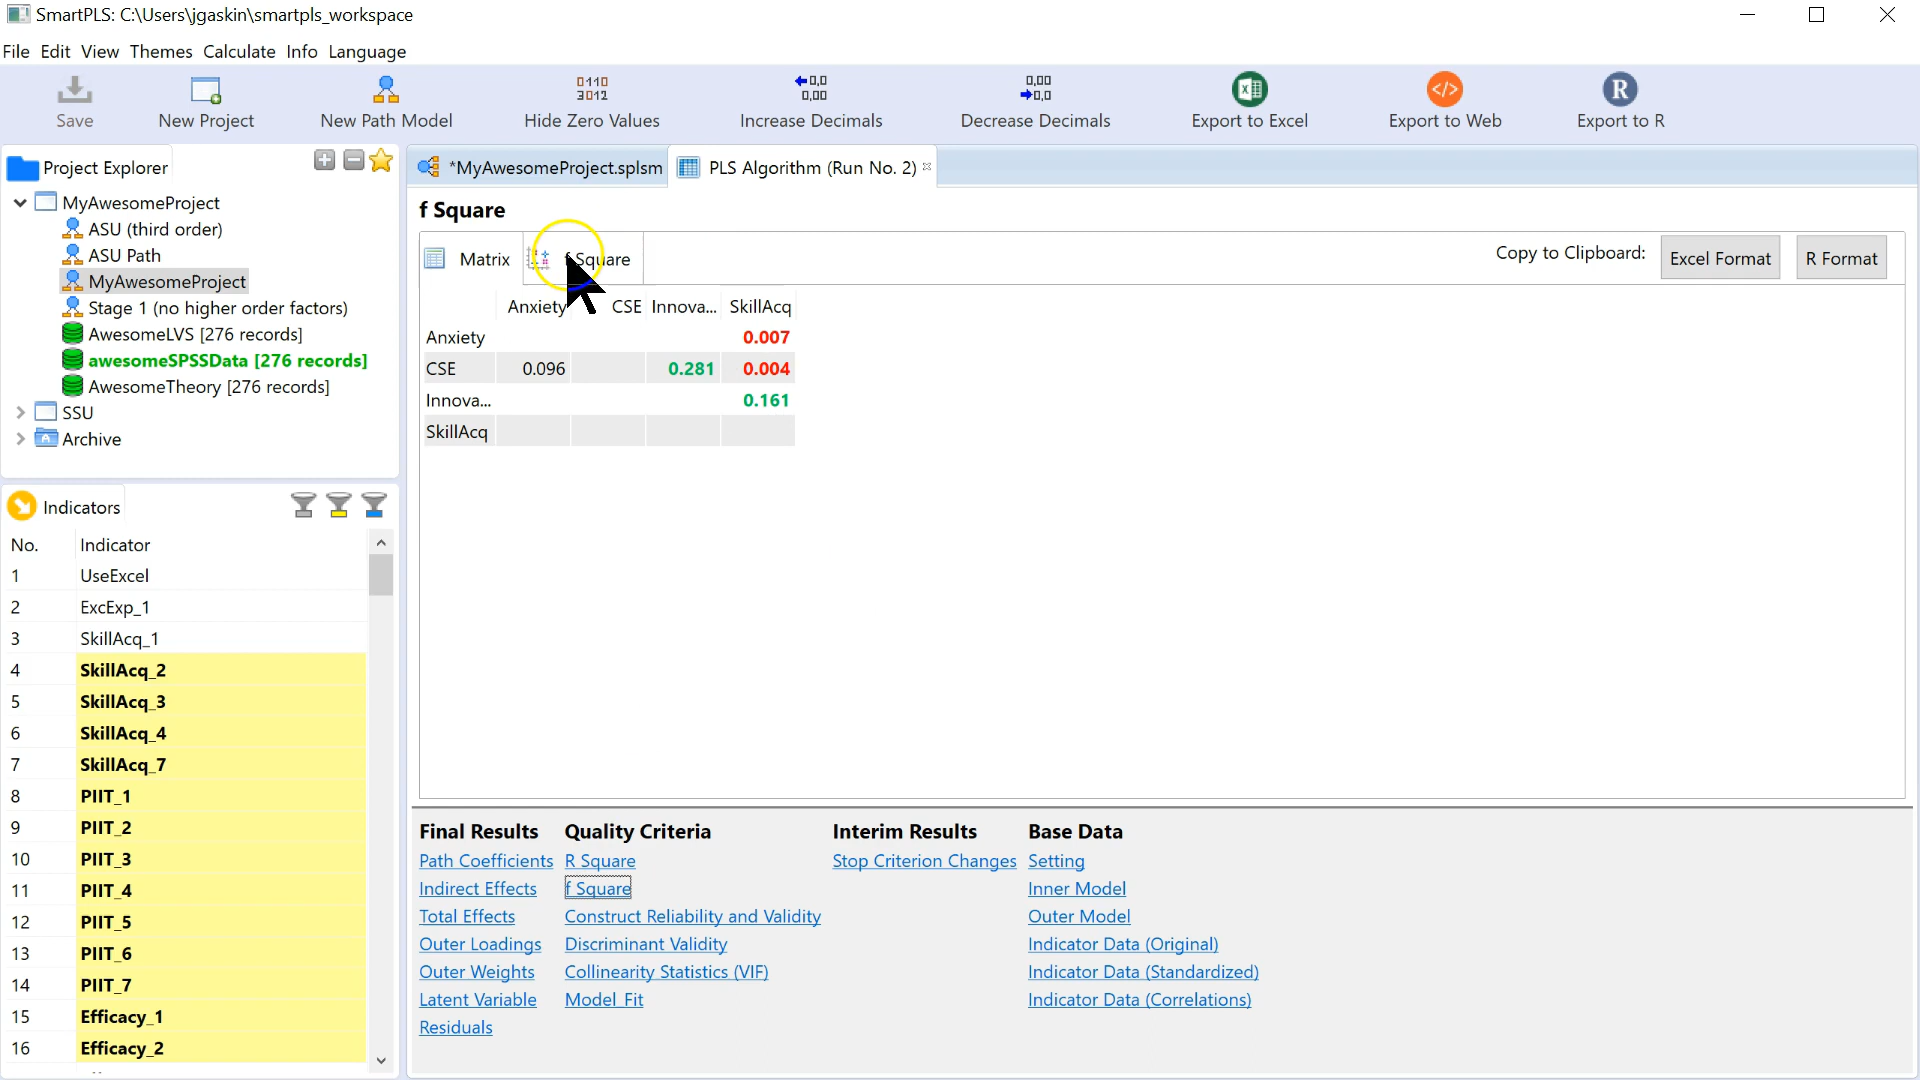 SmartPLS: C:\Users\jgaskin\smartpls_workspace
File Edit View Themes Calculate Info Language
Save New Project New Path Model Hide Zero Values Increase Decimals Decrease Decimals Export to Excel Export to Web Export to R
Project Explorer
MyAwesomeProject
ASU (third order)
ASU Path
MyAwesomeProject
Stage 1 (no higher order factors)
AwesomeLVS [276 records]
awesomeSPSSData [276 records]
AwesomeTheory [276 records]
SSU
Archive
Indicators
No. Indicator
1 UseExcel
2 ExcExp_1
3 SkillAcq_1
4 SkillAcq_2
5 SkillAcq_3
6 SkillAcq_4
7 SkillAcq_7
8 PIIT_1
9 PIIT_2
10 PIIT_3
11 PIIT_4
12 PIIT_5
13 PIIT_6
14 PIIT_7
15 Efficacy_1
16 Efficacy_2
*MyAwesomeProject.splsm PLS Algorithm (Run No. 2)
f Square
Matrix f Square Copy to Clipboard: Excel Format R Format
Anxiety CSE Innova... SkillAcq
Anxiety 0.007
CSE 0.096 0.281 0.004
Innova... 0.161
SkillAcq
Final Results
Path Coefficients
Indirect Effects
Total Effects
Outer Loadings
Outer Weights
Latent Variable
Residuals
Quality Criteria
R Square
f Square
Construct Reliability and Validity
Discriminant Validity
Collinearity Statistics (VIF)
Model_Fit
Interim Results
Stop Criterion Changes
Base Data
Setting
Inner Model
Outer Model
Indicator Data (Original)
Indicator Data (Standardized)
Indicator Data (Correlations)